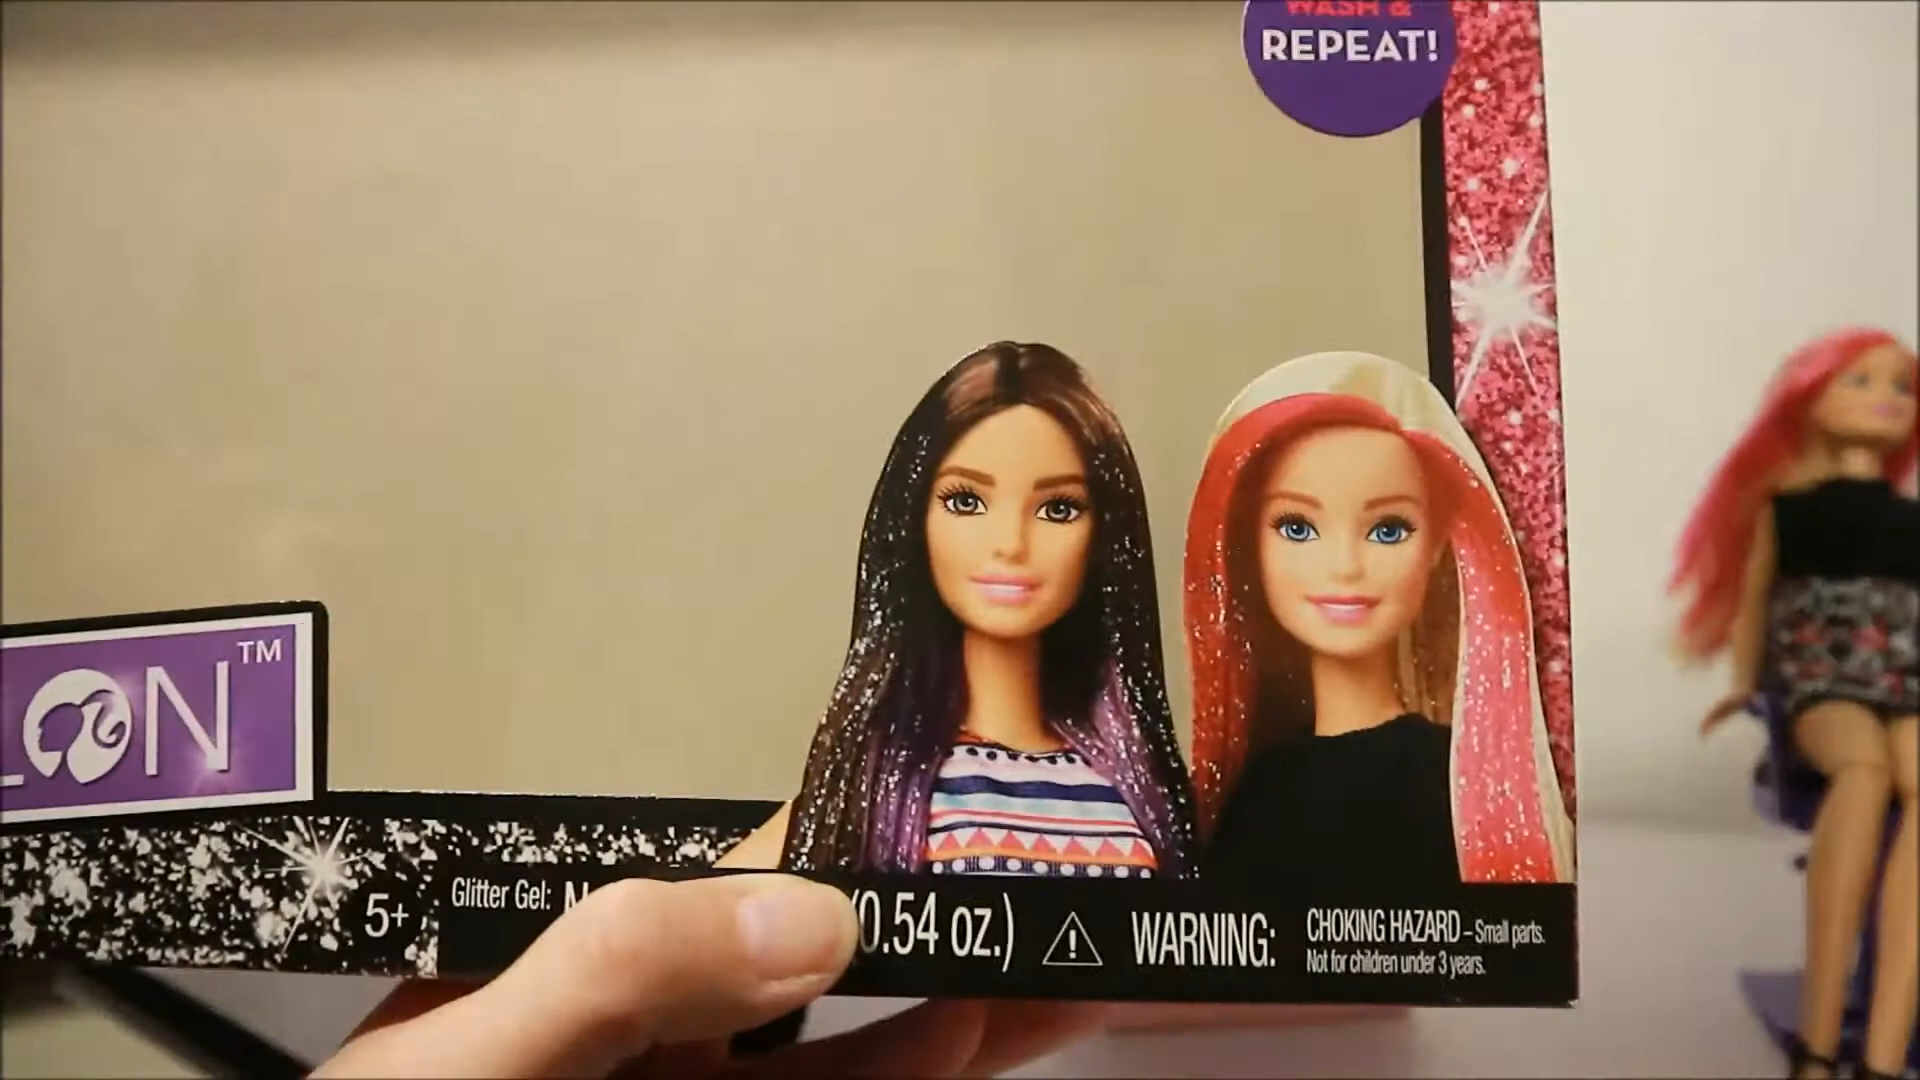 WASH &
REPEAT!
LON™
5+
Glitter Gel:
(0.54 oz.)
WARNING:
CHOKING HAZARD – Small parts.
Not for children under 3 years.